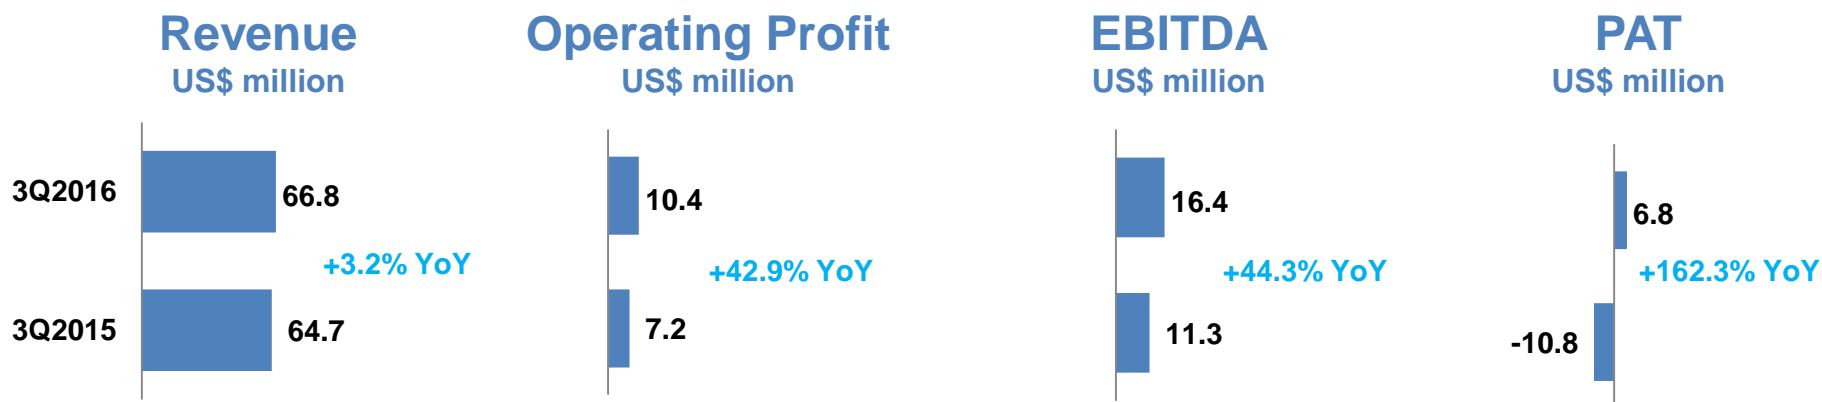 Revenue
US$ million
Operating Profit
US$ million
EBITDA
US$ million
PAT
US$ million
3Q2016
66.8
10.4
16.4
6.8
+3.2% YoY
+42.9% YoY
+44.3% YoY
+162.3% YoY
3Q2015
64.7
7.2
11.3
-10.8